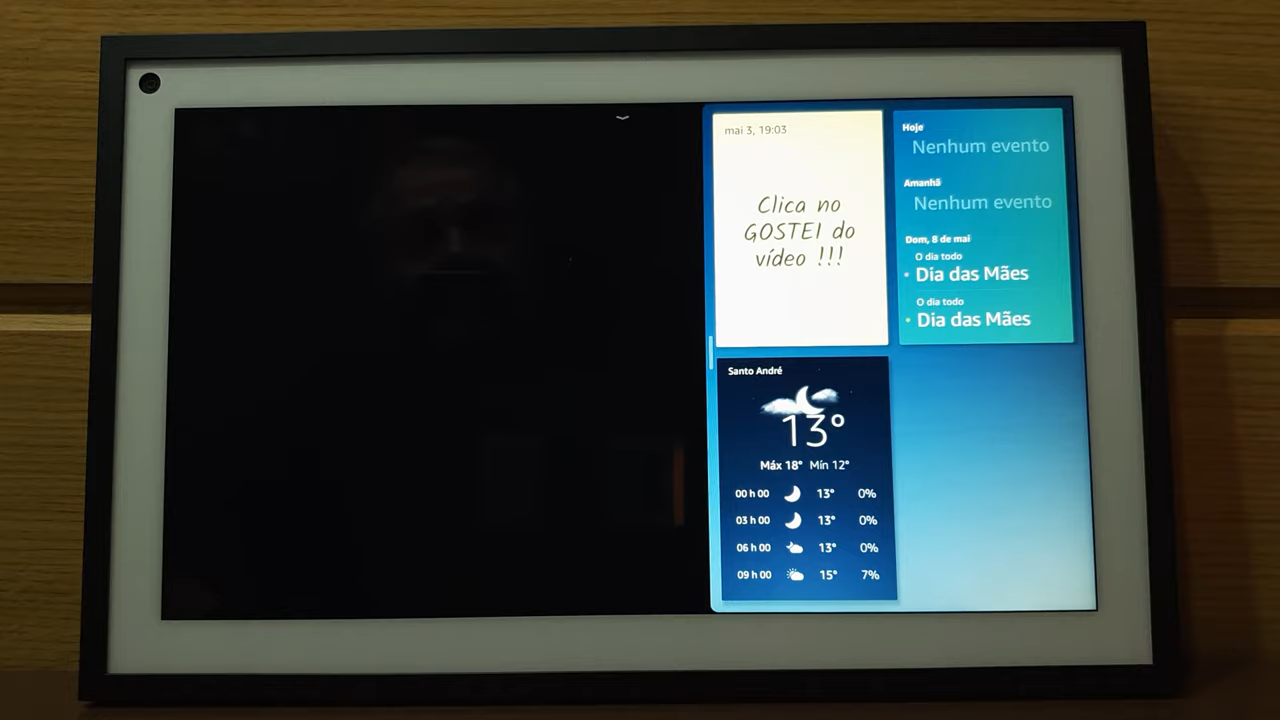 mai 3, 19:03
Clica no
GOSTEI do
vídeo !!!
Hoje
Nenhum evento
Amanhã
Nenhum evento
Dom, 8 de mai
O dia todo
Dia das Mães
O dia todo
Dia das Mães
Santo André
13°
Máx 18° Mín 12°
00 h 00 13° 0%
03 h 00 13° 0%
06 h 00 13° 0%
09 h 00 15° 7%